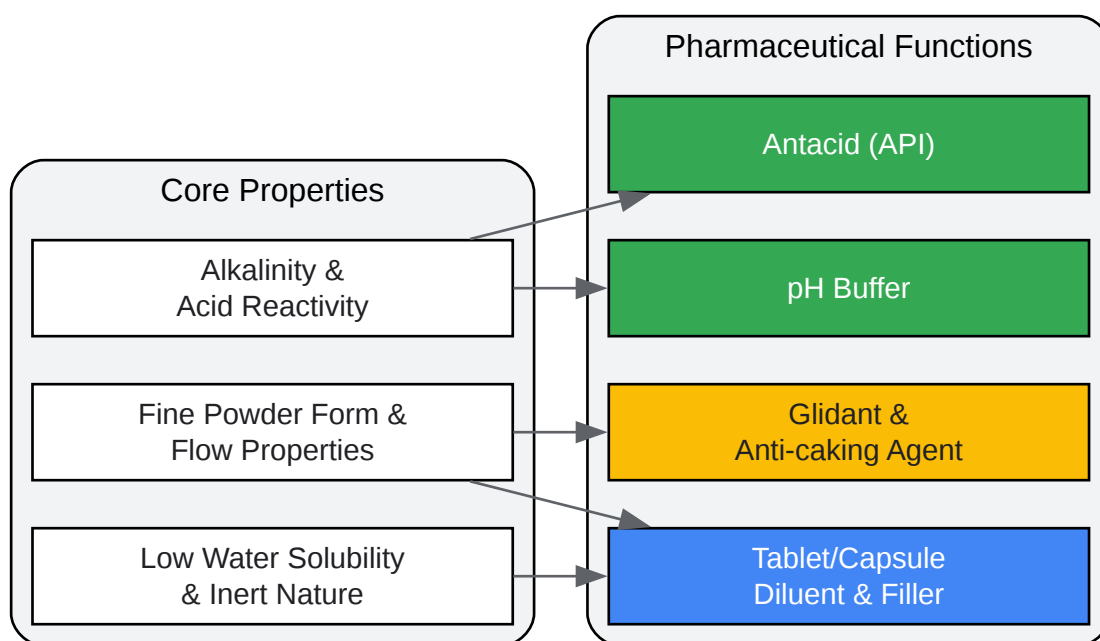 Core Properties
Alkalinity &
Acid Reactivity
Fine Powder Form &
Flow Properties
Low Water Solubility
& Inert Nature
Pharmaceutical Functions
Antacid (API)
pH Buffer
Glidant &
Anti-caking Agent
Tablet/Capsule
Diluent & Filler